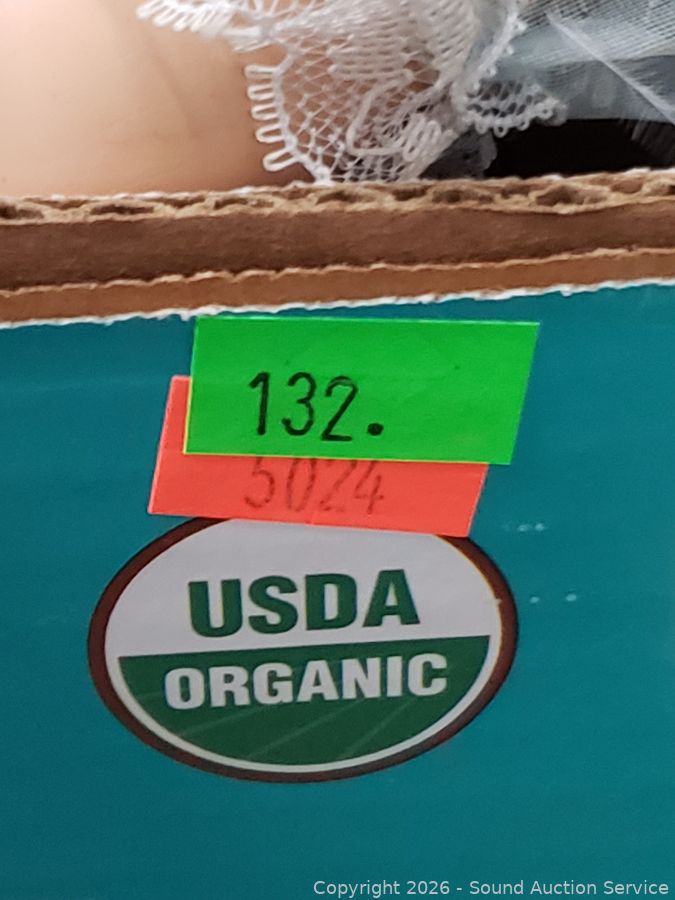 132.
5024
USDA
ORGANIC
Copyright 2026 - Sound Auction Service